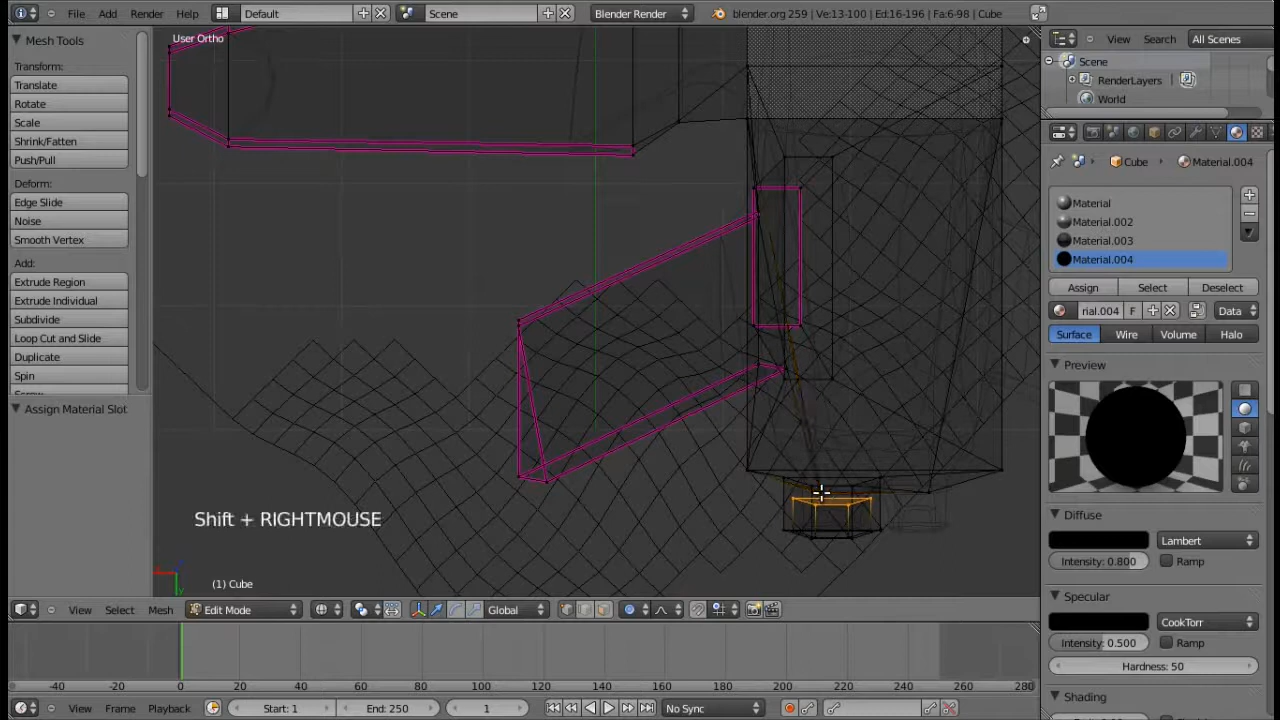 File Add Render Help Default Scene Blender Render blender.org 259 | Ve:13-100 | Ed:16-196 | Fa:6-98 | Cube
Mesh Tools
Transform:
Translate
Rotate
Scale
Shrink/Fatten
Push/Pull
Deform:
Edge Slide
Noise
Smooth Vertex
Add:
Extrude Region
Extrude Individual
Subdivide
Loop Cut and Slide
Duplicate
Spin
Assign Material Slot
User Ortho
Shift + RIGHTMOUSE
(1) Cube
View Select Mesh Edit Mode Global
View Search All Scenes
Scene
RenderLayers
World
Cube Material.004
Material
Material.002
Material.003
Material.004
Assign Select Deselect
rial.004 F Data
Surface Wire Volume Halo
Preview
Diffuse
Lambert
Intensity: 0.800 Ramp
Specular
CookTorr
Intensity: 0.500 Ramp
Hardness: 50
Shading
-40 -20 0 20 40 60 80 100 120 140 160 180 200 220 240 260 280
View Frame Playback Start: 1 End: 250 1 No Sync